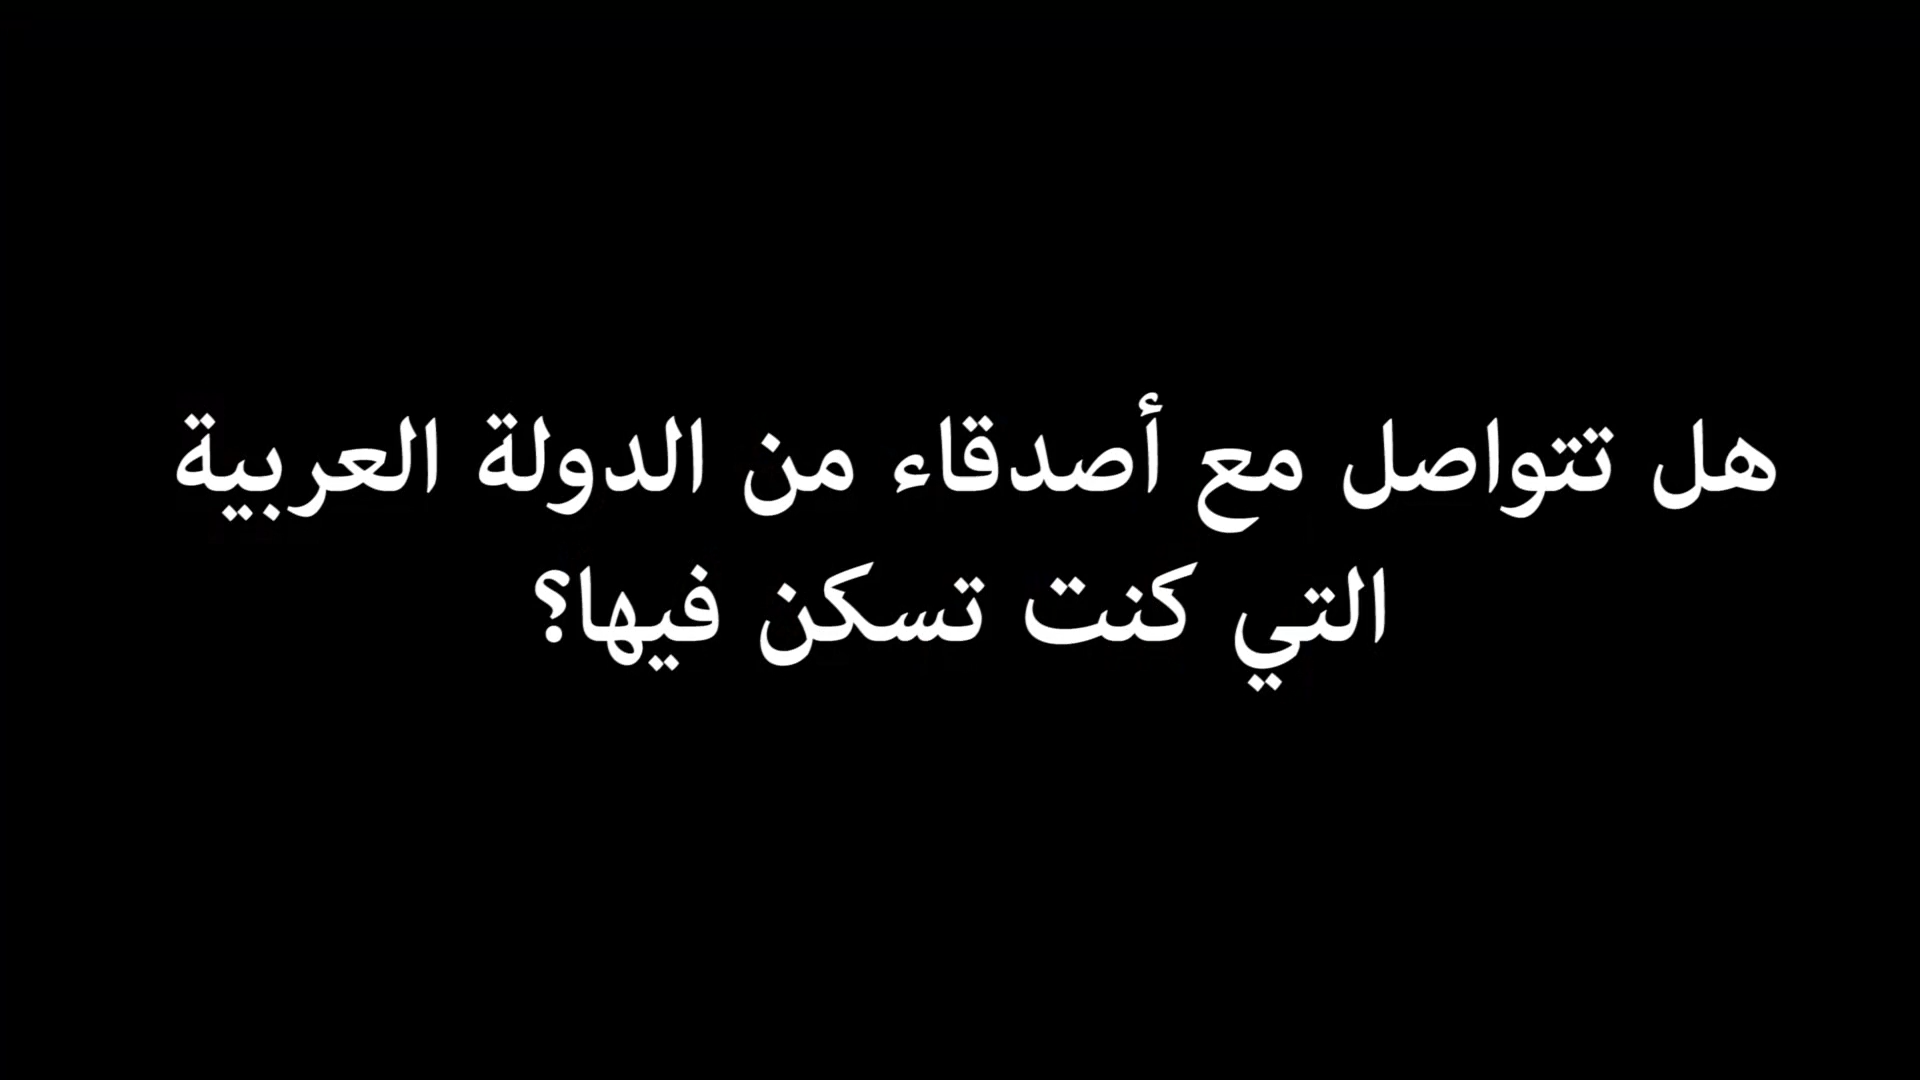 هل تتواصل مع أصدقاء من الدولة العربية
التي كنت تسكن فيها؟